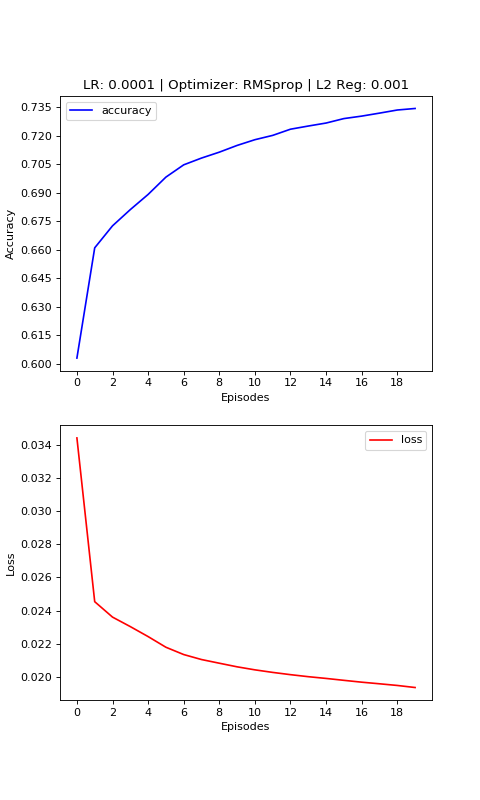 LR: 0.0001 | Optimizer: RMSprop | L2 Reg: 0.001
accuracy
0.735
0.720
0.705
0.690
0.675
0.660
0.645
0.630
0.615
0.600
Accuracy
0 2 4 6 8 10 12 14 16 18
Episodes
loss
0.034
0.032
0.030
0.028
0.026
0.024
0.022
0.020
Loss
0 2 4 6 8 10 12 14 16 18
Episodes